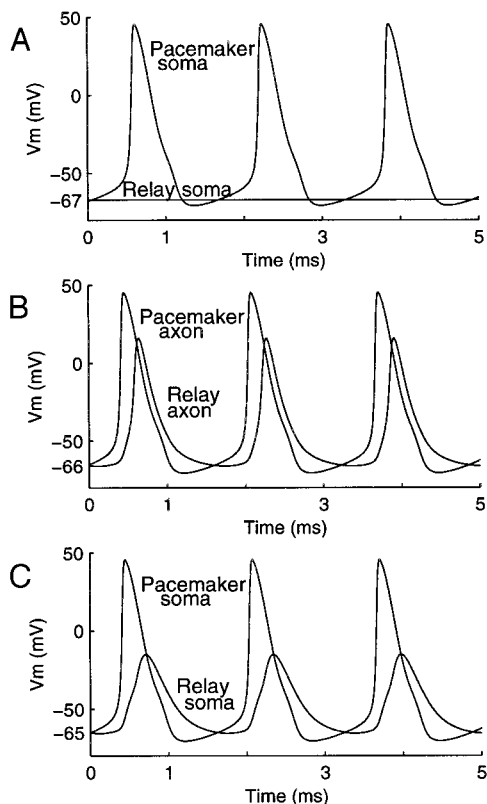 A
50
Pacemaker
soma
Vm (mV)
0
−50
Relay soma
−67
0
1
3
5
Time (ms)
B
50
Pacemaker
axon
Vm (mV)
0
Relay
axon
−50
−66
0
1
3
5
Time (ms)
C
50
Pacemaker
soma
Vm (mV)
0
Relay
soma
−50
−65
0
1
3
5
Time (ms)